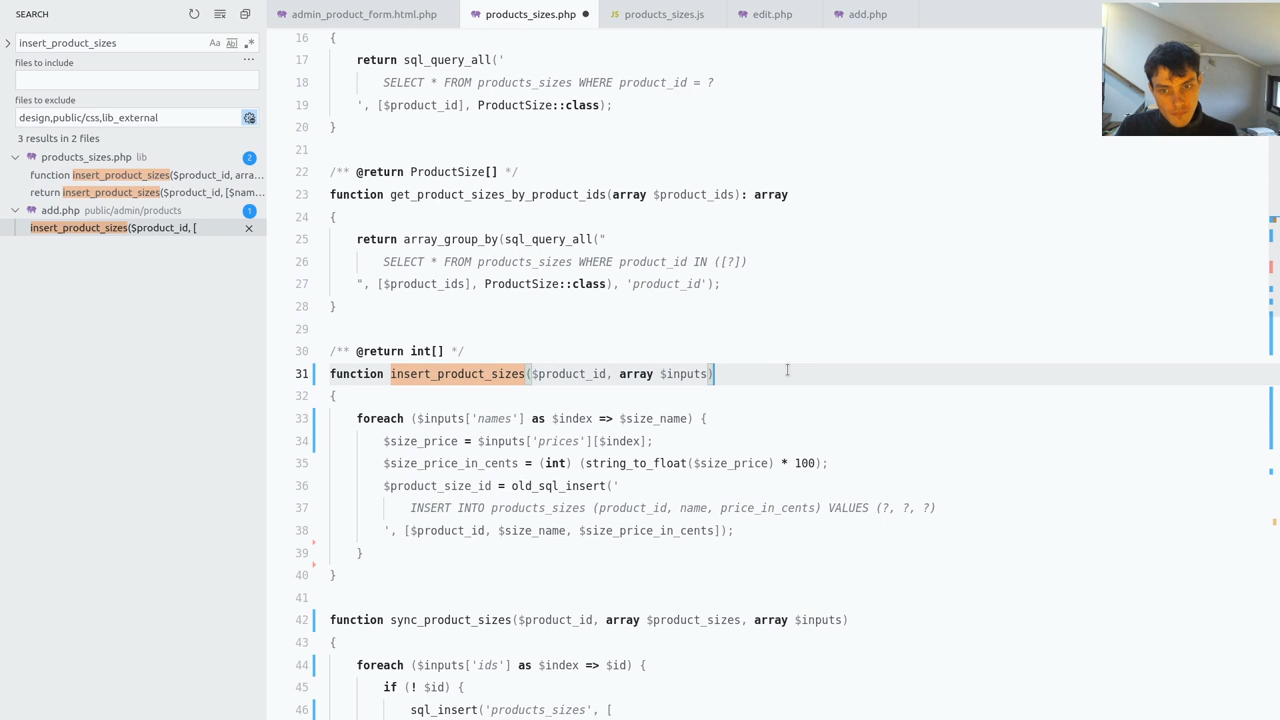 SEARCH
insert_product_sizes
Aa
Ab
files to include
files to exclude
design,public/css,lib_external
3 results in 2 files
products_sizes.php lib
2
function insert_product_sizes($product_id, arra...
return insert_product_sizes($product_id, [$nam...
add.php public/admin/products
1
insert_product_sizes($product_id, [
admin_product_form.html.php
products_sizes.php
JS products_sizes.js
edit.php
add.php
16 {
17 return sql_query_all('
18 SELECT * FROM products_sizes WHERE product_id = ?
19 ', [$product_id], ProductSize::class);
20 }
21
22 /** @return ProductSize[] */
23 function get_product_sizes_by_product_ids(array $product_ids): array
24 {
25 return array_group_by(sql_query_all("
26 SELECT * FROM products_sizes WHERE product_id IN ([?])
27 ", [$product_ids], ProductSize::class), 'product_id');
28 }
29
30 /** @return int[] */
31 function insert_product_sizes($product_id, array $inputs)
32 {
33 foreach ($inputs['names'] as $index => $size_name) {
34 $size_price = $inputs['prices'][$index];
35 $size_price_in_cents = (int) (string_to_float($size_price) * 100);
36 $product_size_id = old_sql_insert('
37 INSERT INTO products_sizes (product_id, name, price_in_cents) VALUES (?, ?, ?)
38 ', [$product_id, $size_name, $size_price_in_cents]);
39 }
40 }
41
42 function sync_product_sizes($product_id, array $product_sizes, array $inputs)
43 {
44 foreach ($inputs['ids'] as $index => $id) {
45 if (! $id) {
46 sql_insert('products_sizes', [